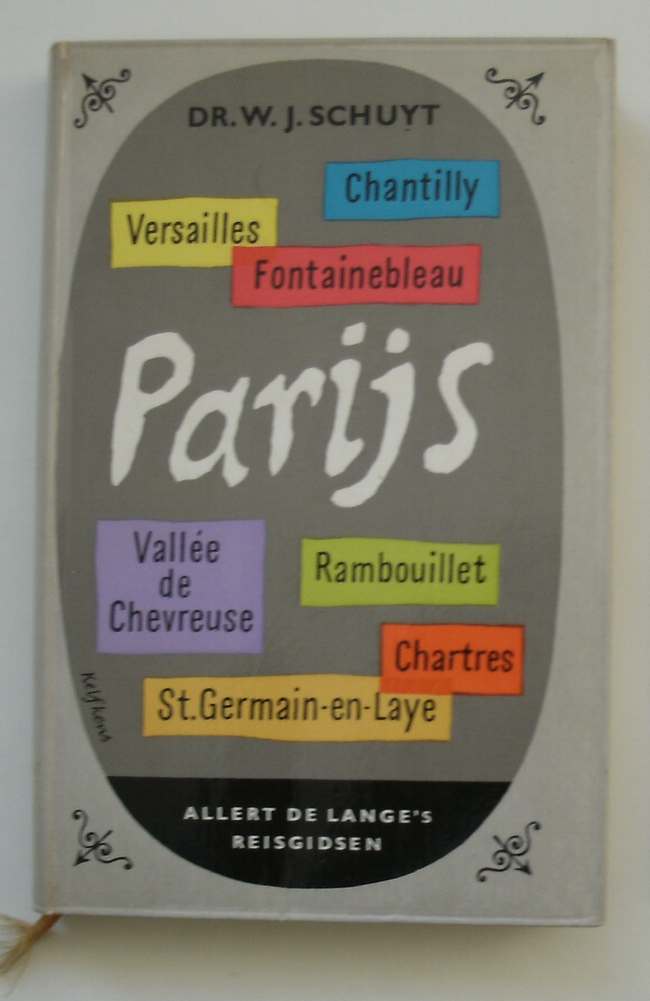 DR. W. J. SCHUYT
Chantilly
Versailles
Fontainebleau
Parijs
Vallée
de
Chevreuse
Rambouillet
Chartres
St. Germain-en-Laye
Kelfkens
ALLERT DE LANGE'S
REISGIDSEN